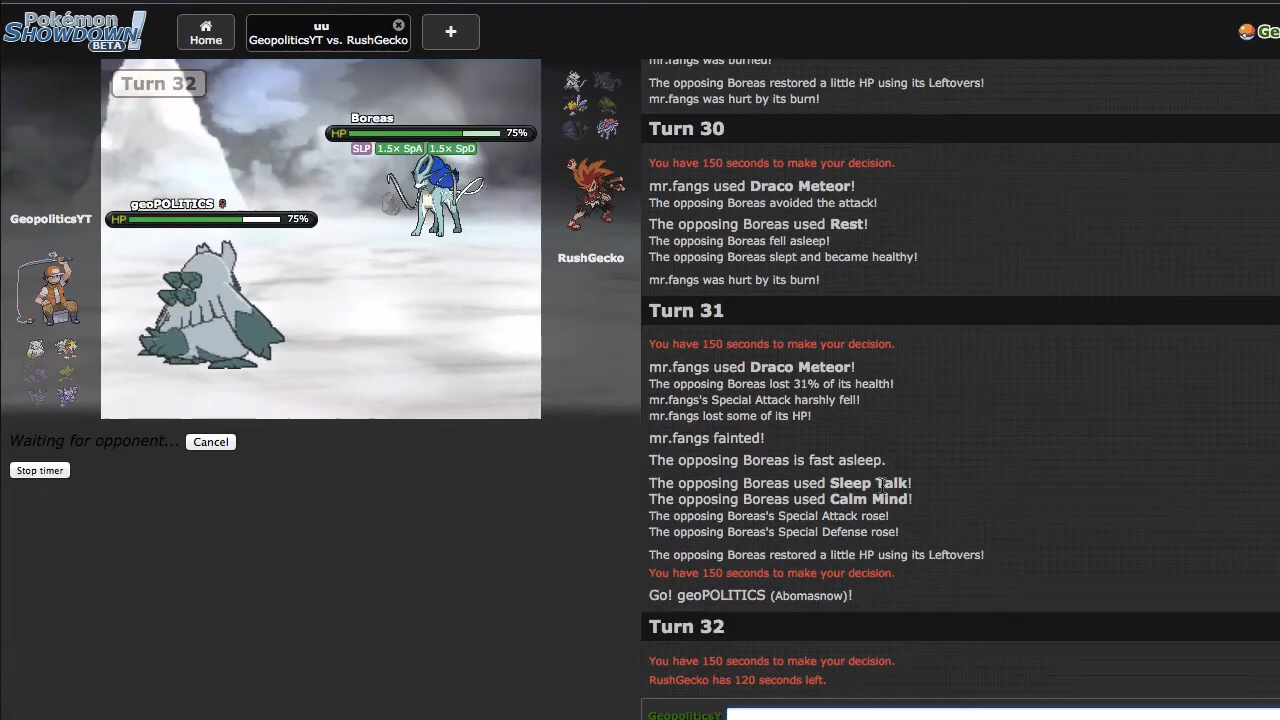 Pokémon
SHOWDOWN!
BETA
Home
uu
GeopoliticsYT vs. RushGecko
+
Ge
Turn 32
Boreas
HP 75%
SLP 1.5× SpA 1.5× SpD
geoPOLITICS
HP 75%
GeopoliticsYT
RushGecko
Waiting for opponent... Cancel
Stop timer
mr.fangs was burned!
The opposing Boreas restored a little HP using its Leftovers!
mr.fangs was hurt by its burn!
Turn 30
You have 150 seconds to make your decision.
mr.fangs used Draco Meteor!
The opposing Boreas avoided the attack!
The opposing Boreas used Rest!
The opposing Boreas fell asleep!
The opposing Boreas slept and became healthy!
mr.fangs was hurt by its burn!
Turn 31
You have 150 seconds to make your decision.
mr.fangs used Draco Meteor!
The opposing Boreas lost 31% of its health!
mr.fangs's Special Attack harshly fell!
mr.fangs lost some of its HP!
mr.fangs fainted!
The opposing Boreas is fast asleep.
The opposing Boreas used Sleep Talk!
The opposing Boreas used Calm Mind!
The opposing Boreas's Special Attack rose!
The opposing Boreas's Special Defense rose!
The opposing Boreas restored a little HP using its Leftovers!
You have 150 seconds to make your decision.
Go! geoPOLITICS (Abomasnow)!
Turn 32
You have 150 seconds to make your decision.
RushGecko has 120 seconds left.
GeopoliticsY